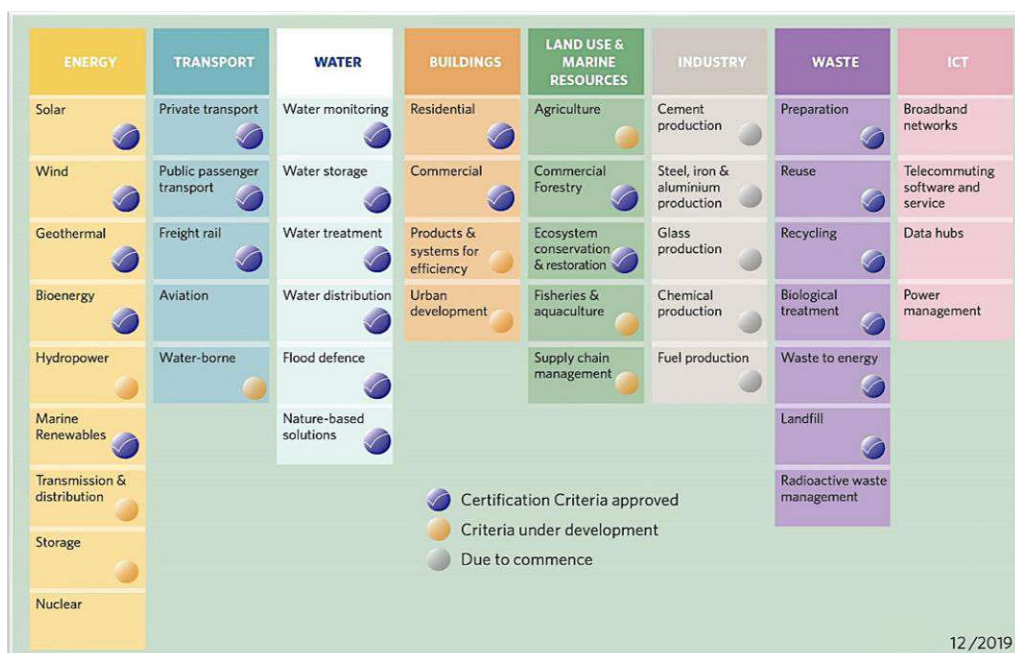 ENERGY
Solar
Wind
Geothermal
Bioenergy
Hydropower
Marine
Renewables
Transmission &
distribution
Storage
Nuclear
TRANSPORT
Private transport
Public passenger
transport
Freight rail
Aviation
Water-borne
WATER
Water monitoring
Water storage
Water treatment
Water distribution
Flood defence
Nature-based
solutions
BUILDINGS
Residential
Commercial
Products &
systems for
efficiency
Urban
development
LAND USE &
MARINE
RESOURCES
Agriculture
Commercial
Forestry
Ecosystem
conservation
& restoration
Fisheries &
aquaculture
Supply chain
management
INDUSTRY
Cement
production
Steel, iron &
aluminium
production
Glass
production
Chemical
production
Fuel production
WASTE
Preparation
Reuse
Recycling
Biological
treatment
Waste to energy
Landfill
Radioactive waste
management
ICT
Broadband
networks
Telecommuting
software and
service
Data hubs
Power
management
Certification Criteria approved
Criteria under development
Due to commence
12/2019